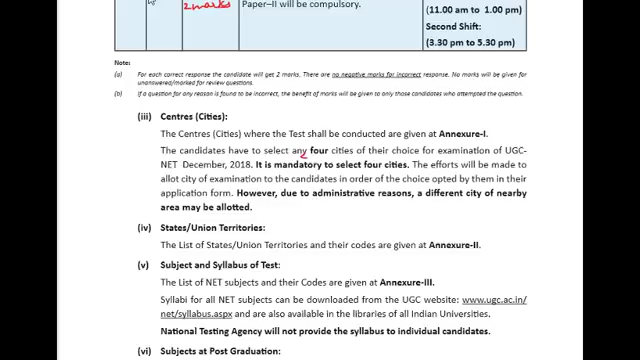 2 marks
Paper–II will be compulsory.
(11.00 am to 1.00 pm)
Second Shift:
(3.30 pm to 5.30 pm)
Note:
(a) For each correct response the candidate will get 2 marks. There are no negative marks for incorrect response. No marks will be given for
unanswered/marked for review questions.
(b) If a question for any reason is found to be incorrect, the benefit of marks will be given to only those candidates who attempted the question.
(iii) Centres (Cities):
The Centres (Cities) where the Test shall be conducted are given at Annexure-I.
The candidates have to select any four cities of their choice for examination of UGC-
NET December, 2018. It is mandatory to select four cities. The efforts will be made to
allot city of examination to the candidates in order of the choice opted by them in their
application form. However, due to administrative reasons, a different city of nearby
area may be allotted.
(iv) States/Union Territories:
The List of States/Union Territories and their codes are given at Annexure-II.
(v) Subject and Syllabus of Test:
The List of NET subjects and their Codes are given at Annexure-III.
Syllabi for all NET subjects can be downloaded from the UGC website: www.ugc.ac.in/
net/syllabus.aspx and are also available in the libraries of all Indian Universities.
National Testing Agency will not provide the syllabus to individual candidates.
(vi) Subjects at Post Graduation: